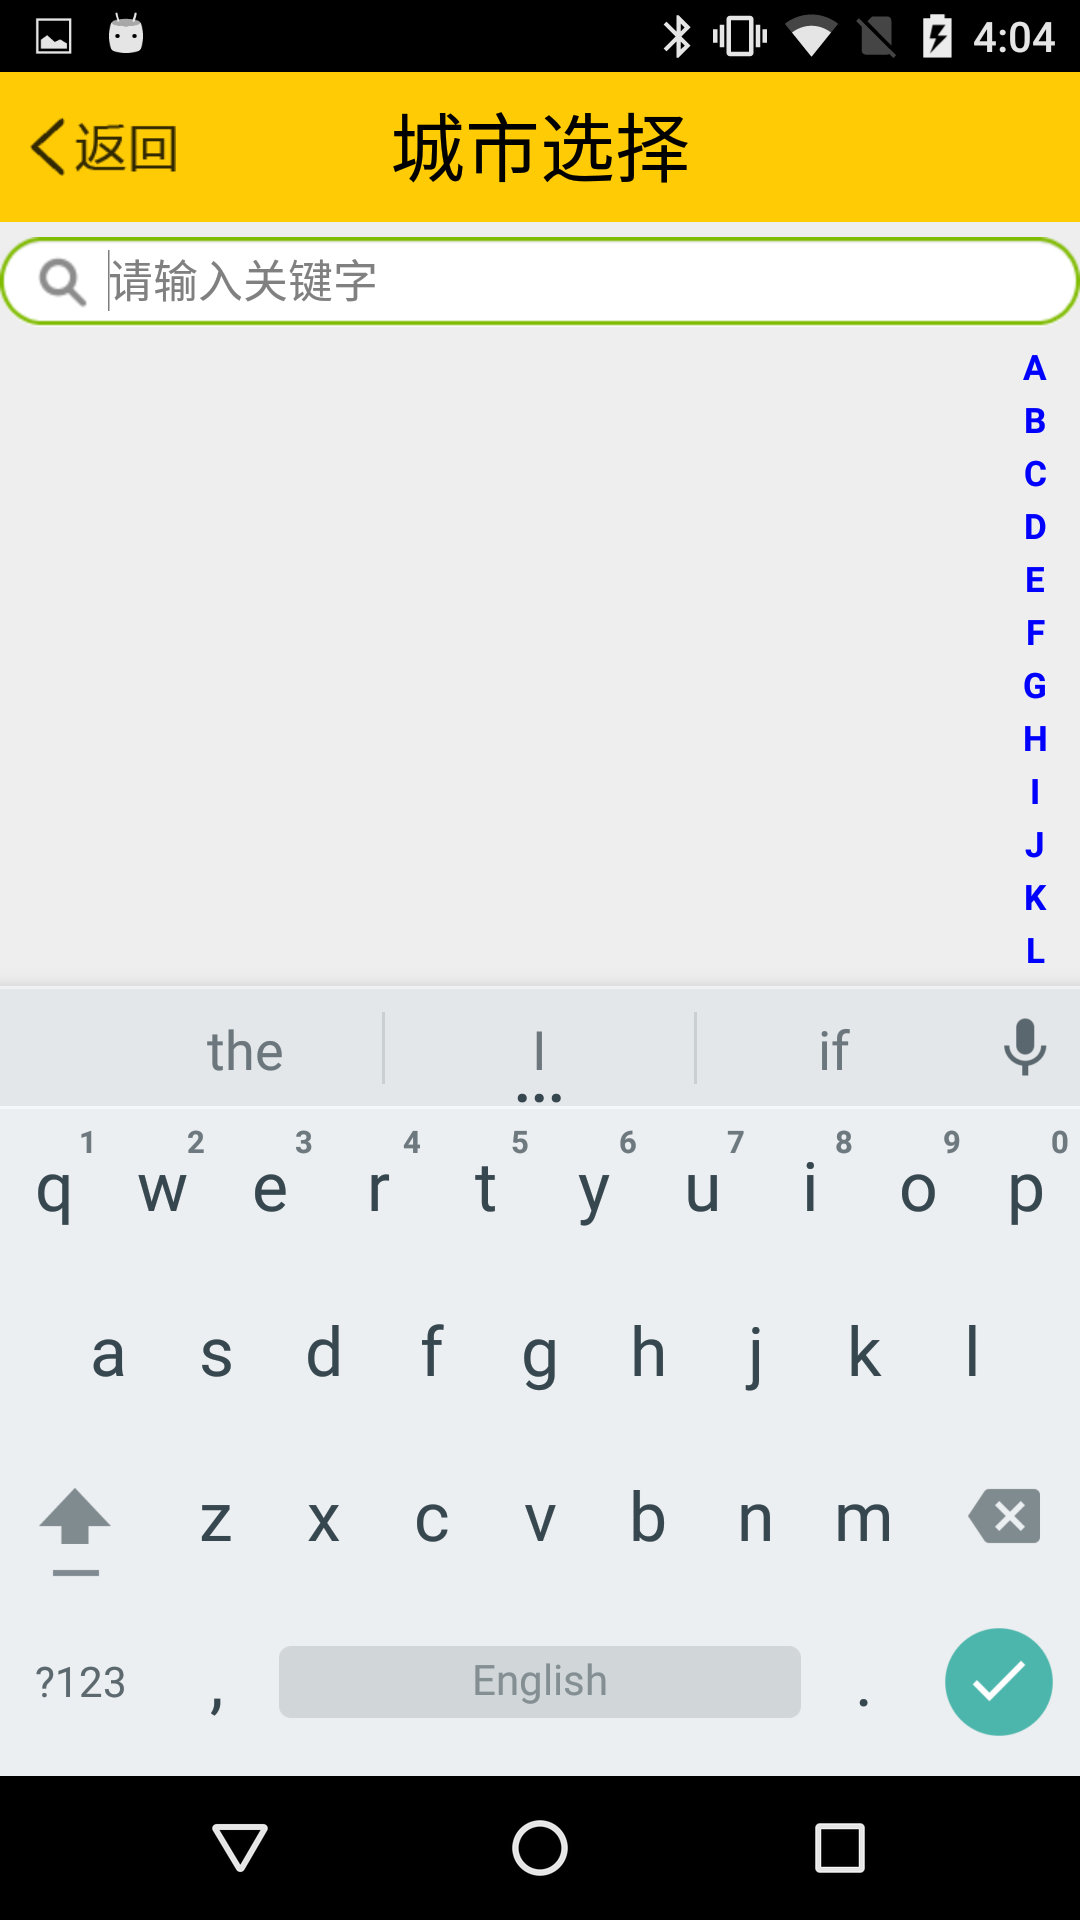 4:04
返回
城市选择
请输入关键字
A
B
C
D
E
F
G
H
I
J
K
L
the I if
1 2 3 4 5 6 7 8 9 0
q w e r t y u i o p
a s d f g h j k l
z x c v b n m
?123 , English .